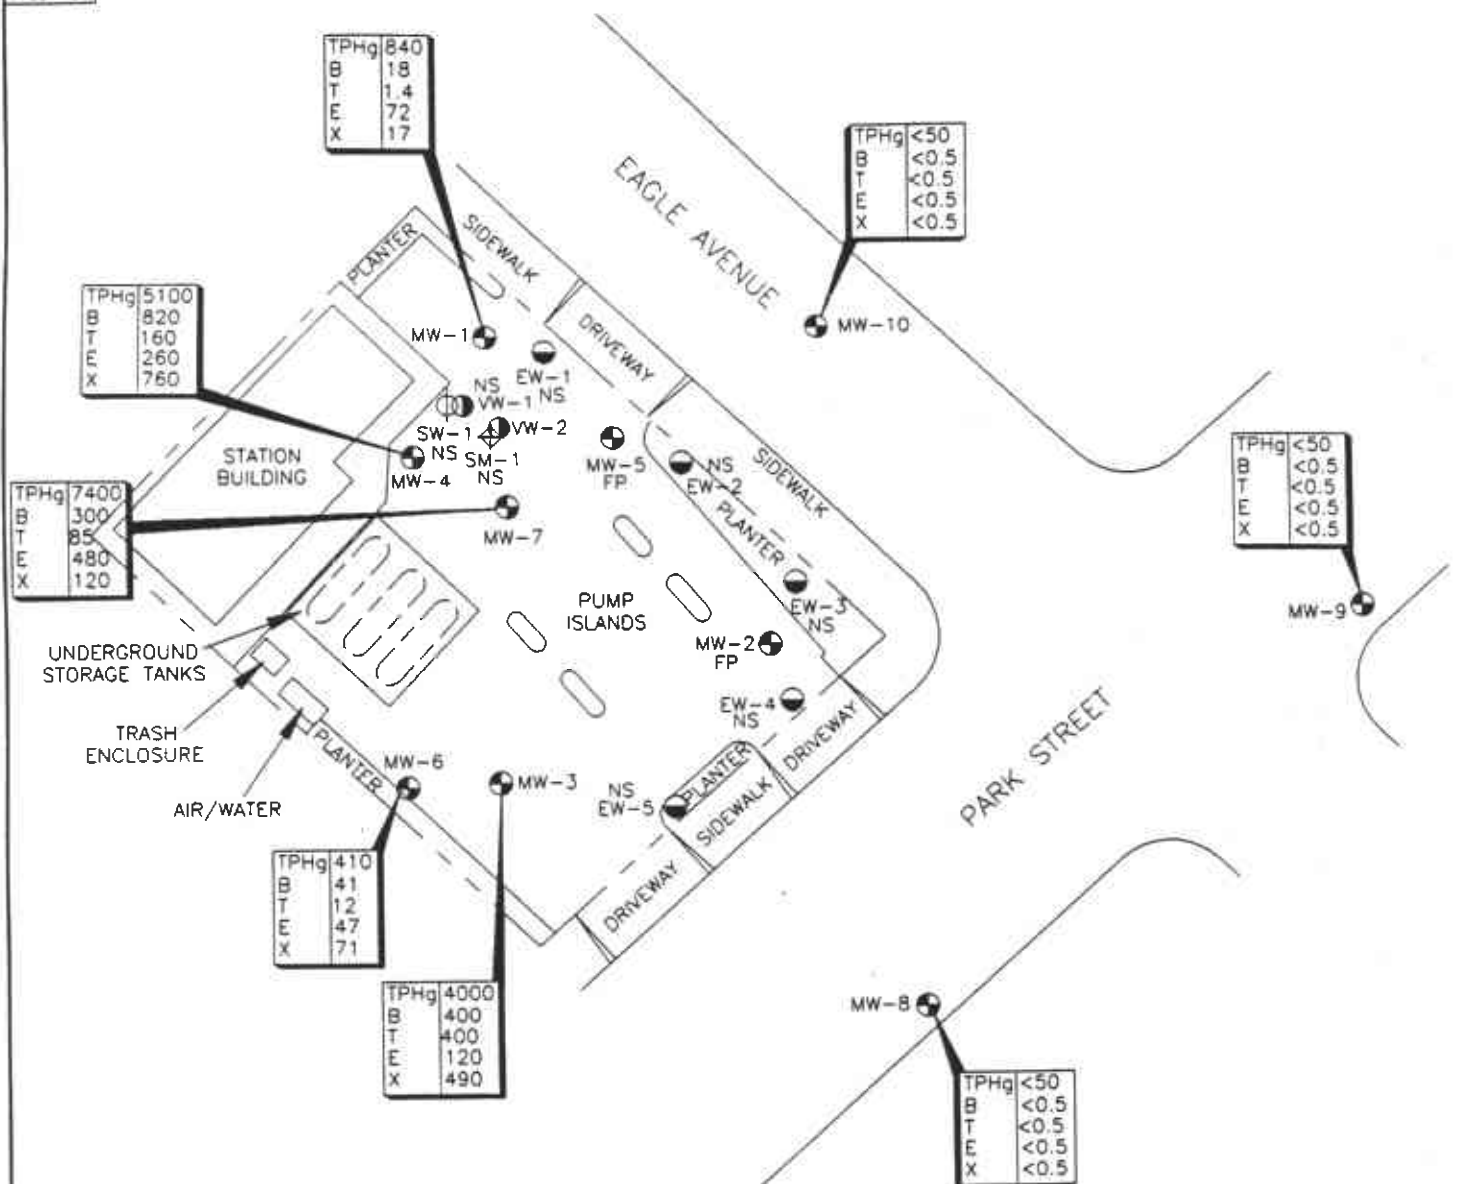 TPHg 840
B 18
T 1.4
E 72
X 17
TPHg <50
B <0.5
T <0.5
E <0.5
X <0.5
EAGLE AVENUE
SIDEWALK
PLANTER
DRIVEWAY
MW-10
MW-1
EW-1
NS
NS
VW-1
TPHg 5100
B 820
T 160
E 260
X 760
SW-1
NS
VW-2
SM-1
NS
MW-4
MW-5
FP
NS
EW-2
SIDEWALK
PLANTER
STATION
BUILDING
TPHg <50
B <0.5
T <0.5
E <0.5
X <0.5
MW-9
TPHg 7400
B 300
T 85
E 480
X 120
MW-7
PUMP
ISLANDS
EW-3
NS
MW-2
FP
UNDERGROUND
STORAGE TANKS
TRASH
ENCLOSURE
AIR/WATER
PLANTER
EW-4
NS
DRIVEWAY
PARK STREET
MW-6
MW-3
NS
EW-5
PLANTER
SIDEWALK
DRIVEWAY
TPHg 410
B 41
T 12
E 47
X 71
TPHg 4000
B 400
T 400
E 120
X 490
MW-8
TPHg <50
B <0.5
T <0.5
E <0.5
X <0.5